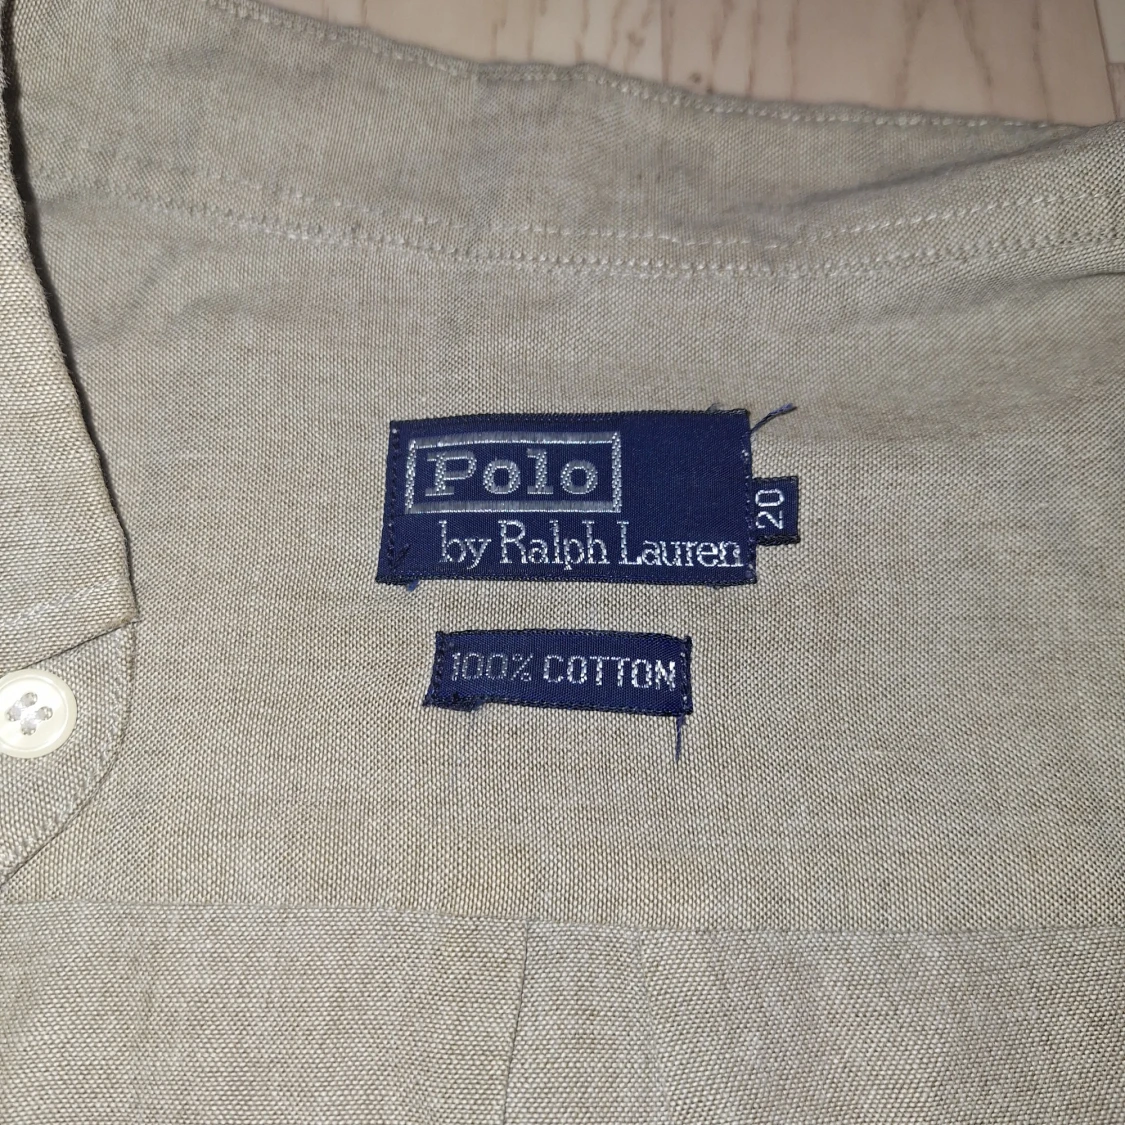 Polo
by Ralph Lauren
20
100% COTTON